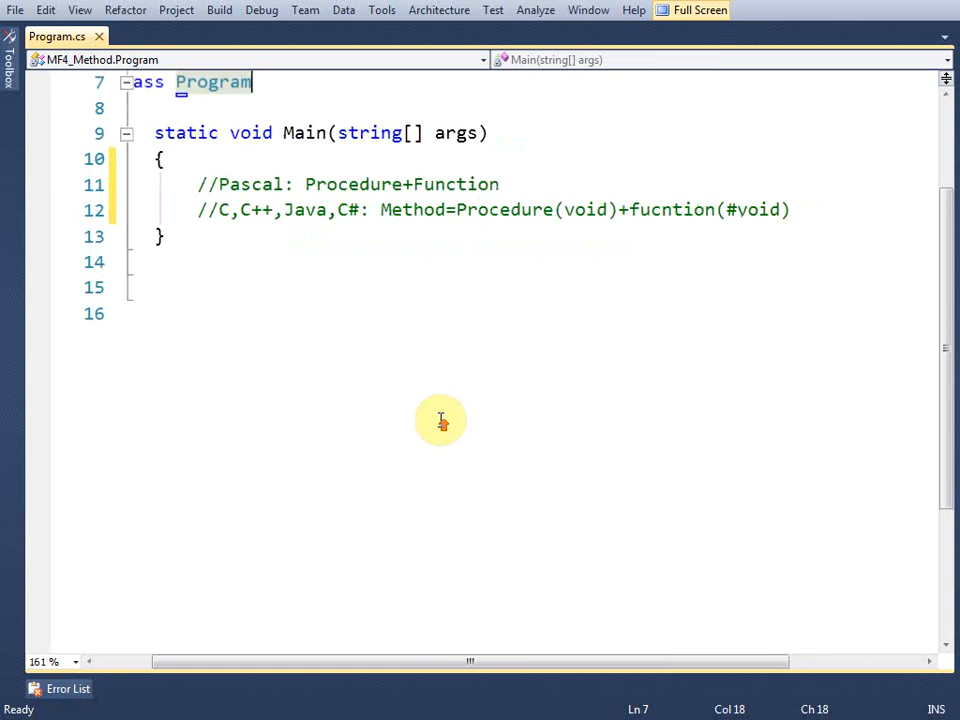 File Edit View Refactor Project Build Debug Team Data Tools Architecture Test Analyze Window Help Full Screen
Program.cs
Toolbox
MF4_Method.Program Main(string[] args)
7 ass Program
8
9 static void Main(string[] args)
10 {
11 //Pascal: Procedure+Function
12 //C,C++,Java,C#: Method=Procedure(void)+fucntion(#void)
13 }
14
15
16
161 %
Error List
Ready Ln 7 Col 18 Ch 18 INS